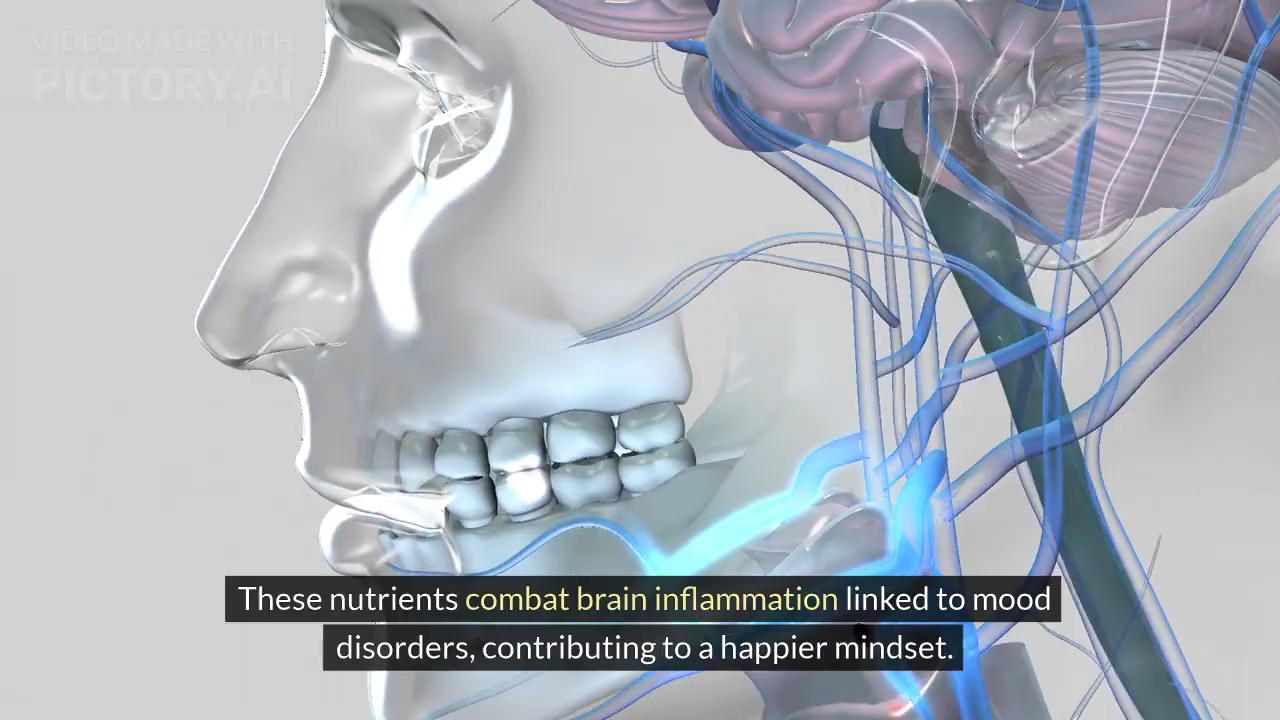 VIDEO MADE WITH
PICTORY.AI
These nutrients combat brain inflammation linked to mood
disorders, contributing to a happier mindset.